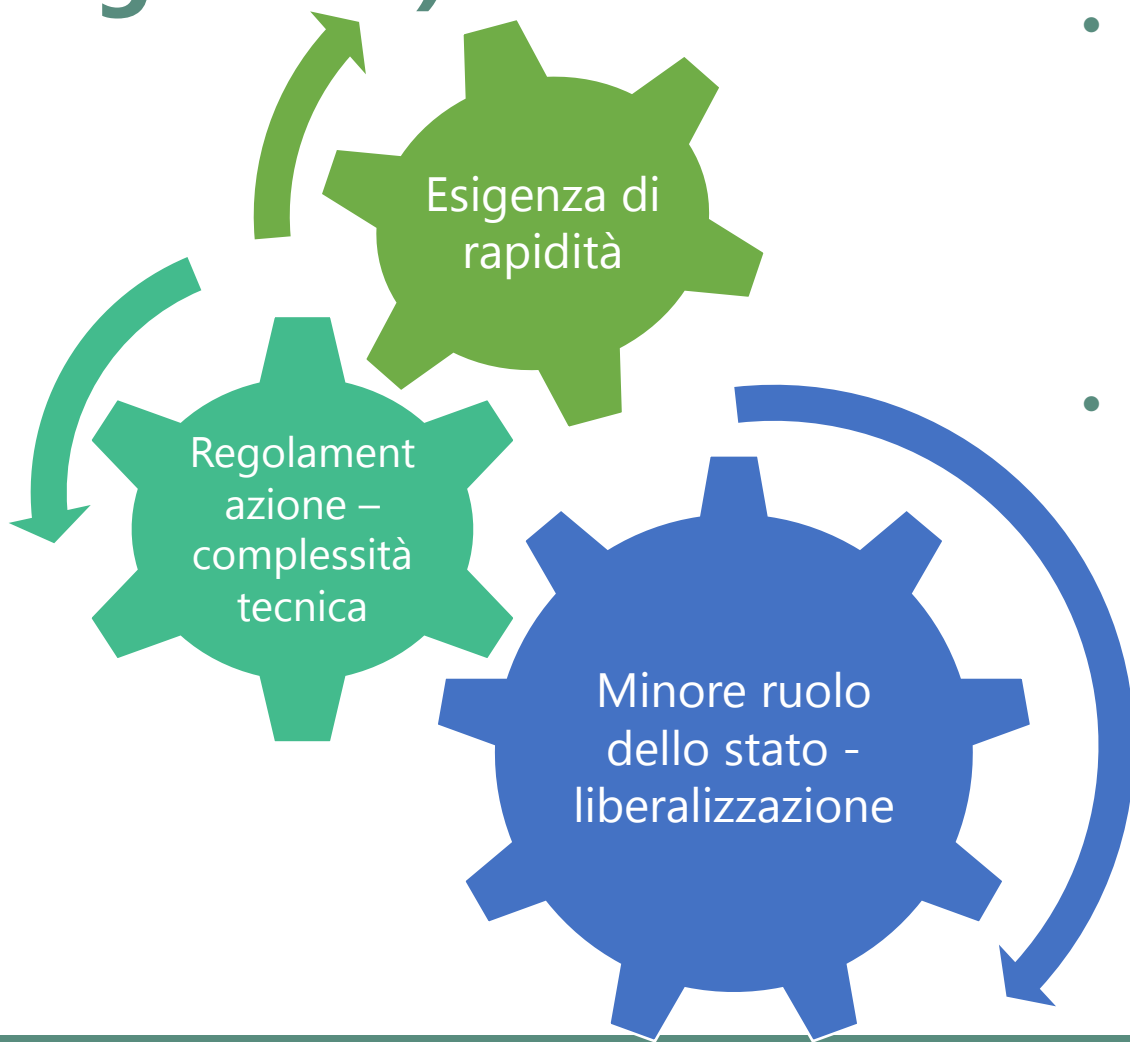 Esigenza di
rapidità
Regolament
azione –
complessità
tecnica
Minore ruolo
dello stato -
liberalizzazione